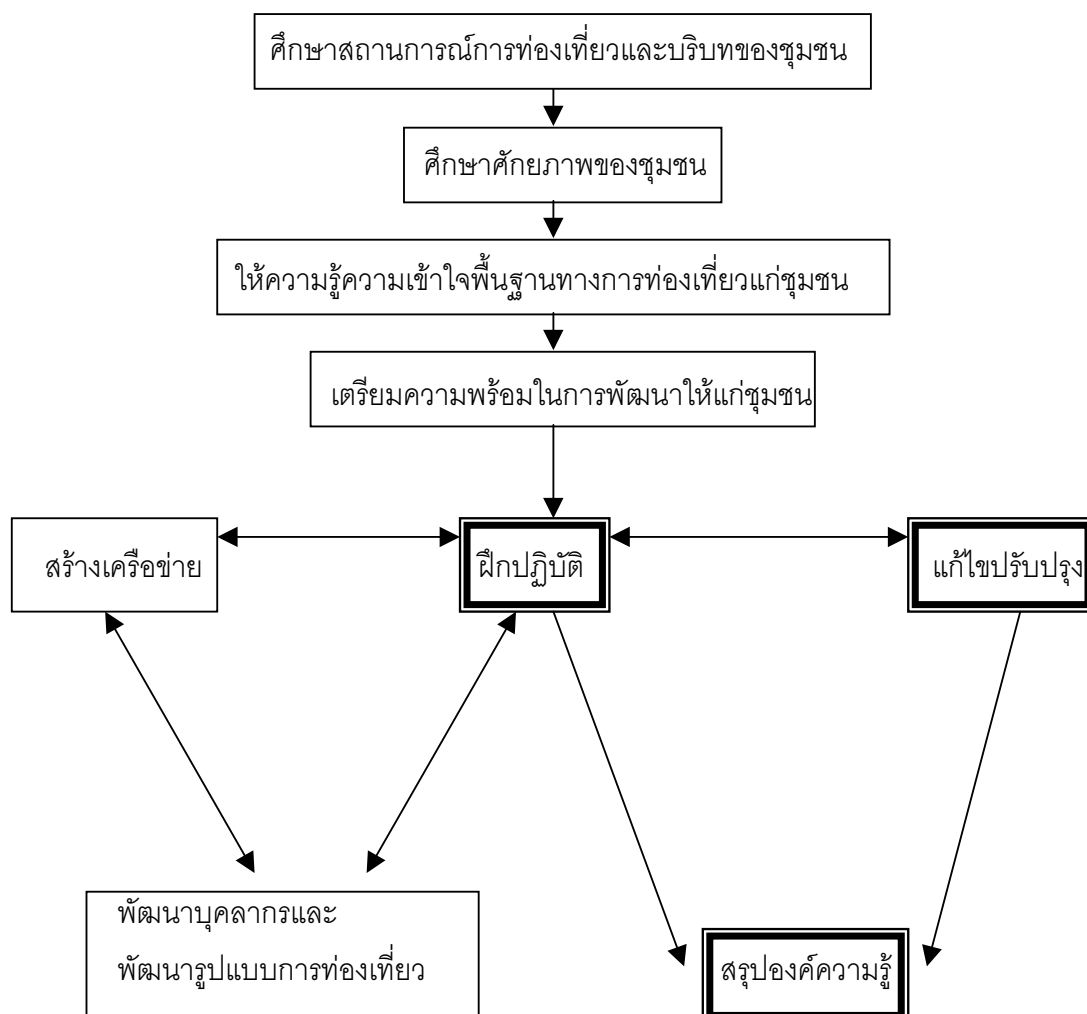 ศึกษาสถานการณ์การท่องเที่ยวและบริบทของชุมชน
ศึกษาศักยภาพของชุมชน
ให้ความรู้ความเข้าใจพื้นฐานทางการท่องเที่ยวแก่ชุมชน
เตรียมความพร้อมในการพัฒนาให้แก่ชุมชน
สร้างเครือข่าย
ฝึกปฏิบัติ
แก้ไขปรับปรุง
พัฒนาบุคลากรและ
พัฒนารูปแบบการท่องเที่ยว
สรุปองค์ความรู้